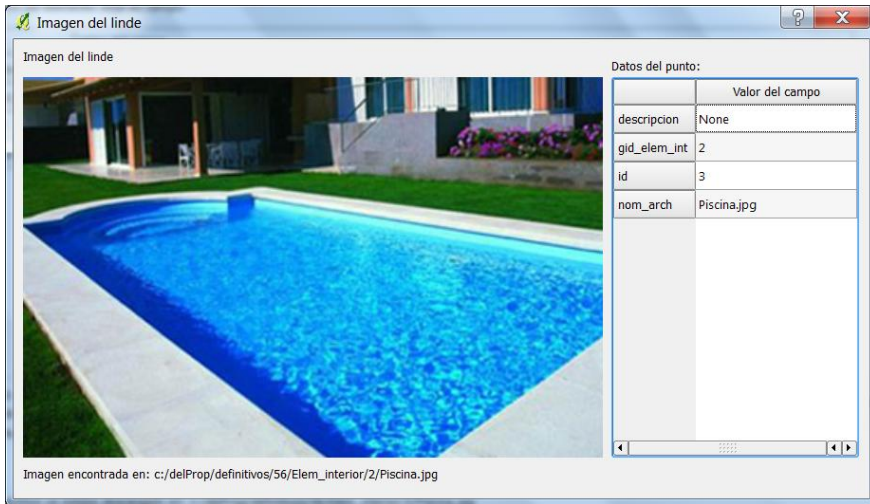 Imagen del linde
Imagen del linde
Datos del punto:
Valor del campo
descripcion None
gid_elem_int 2
id 3
nom_arch Piscina.jpg
Imagen encontrada en: c:/delProp/definitivos/56/Elem_interior/2/Piscina.jpg